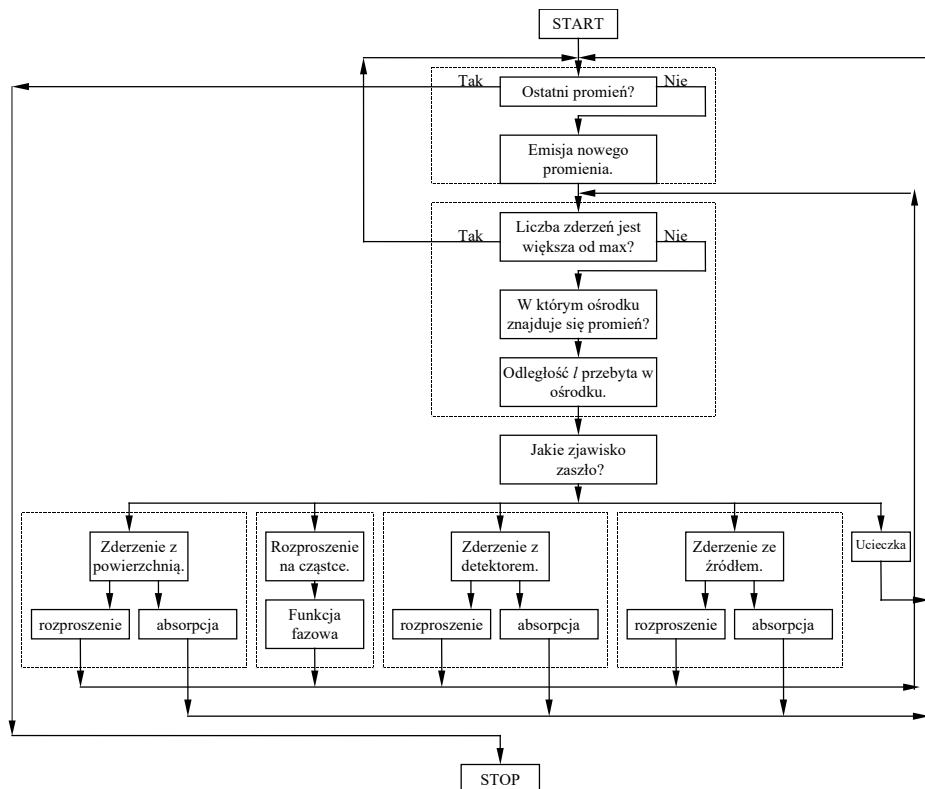 START
Tak
Nie
Ostatni promień?
Emisja nowego
promienia.
Tak
Nie
Liczba zderzeń jest
większa od max?
W którym ośrodku
znajduje się promień?
Odległość l przebyta w
ośrodku.
Jakie zjawisko
zaszło?
Zderzenie z
powierzchnią.
rozproszenie
absorpcja
Rozproszenie
na cząstce.
Funkcja
fazowa
Zderzenie z
detektorem.
rozproszenie
absorpcja
Zderzenie ze
źródłem.
rozproszenie
absorpcja
Ucieczka
STOP